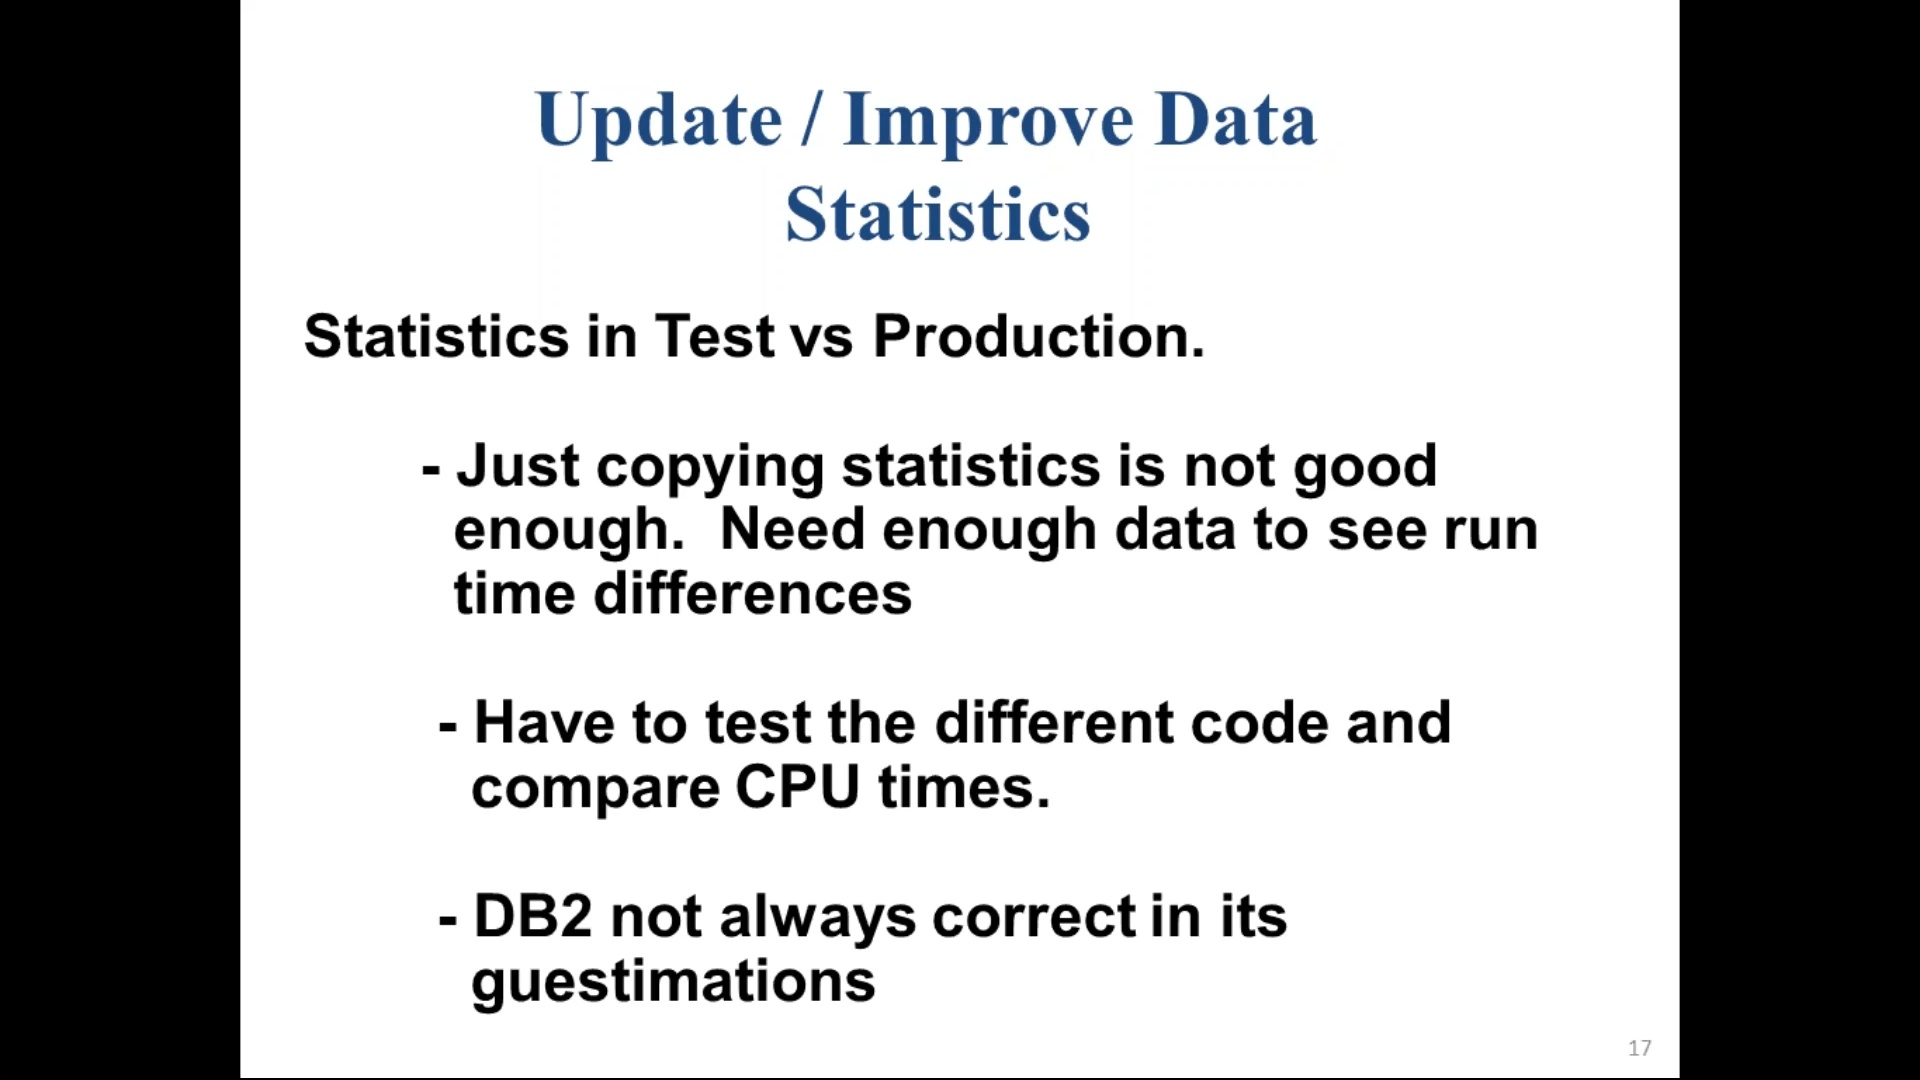 Update / Improve Data
Statistics
Statistics in Test vs Production.
- Just copying statistics is not good
enough.  Need enough data to see run
time differences
- Have to test the different code and
compare CPU times.
- DB2 not always correct in its
guestimations
17